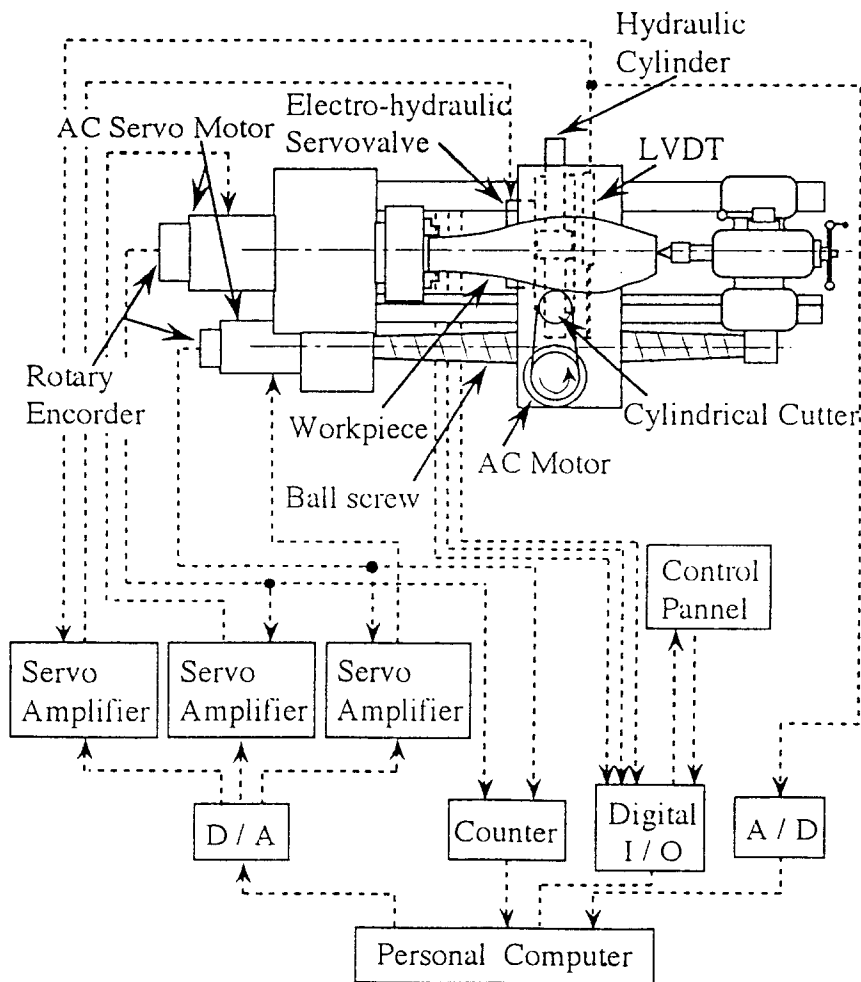 Hydraulic
Cylinder
Electro-hydraulic
Servovalve
AC Servo Motor
LVDT
Rotary
Encorder
Workpiece
Cylindrical Cutter
AC Motor
Ball screw
Control
Pannel
Servo
Amplifier
Servo
Amplifier
Servo
Amplifier
D / A
Counter
Digital
I / O
A / D
Personal Computer